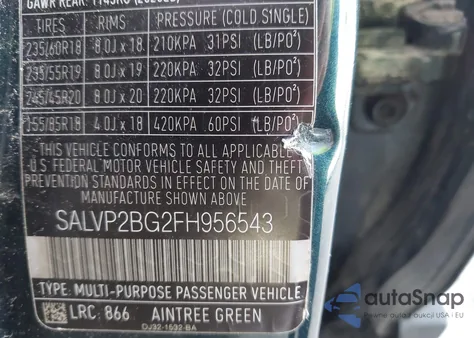 TIRES RIMS PRESSURE (COLD SINGLE)
235/60R18 8.0J x 18 210KPA 31PSI (LB/PO²)
235/55R19 8.0J x 19 220KPA 32PSI (LB/PO²)
245/45R20 8.0J x 20 220KPA 32PSI (LB/PO²)
155/85R18 4.0J x 18 420KPA 60PSI (LB/PO²)
THIS VEHICLE CONFORMS TO ALL APPLICABLE
U.S FEDERAL MOTOR VEHICLE SAFETY AND THEFT
PREVENTION STANDARDS IN EFFECT ON THE DATE OF
MANUFACTURE SHOWN ABOVE
SALVP2BG2FH956543
TYPE: MULTI-PURPOSE PASSENGER VEHICLE
LRC 866 AINTREE GREEN
DJ32-1532-BA
autoSnap